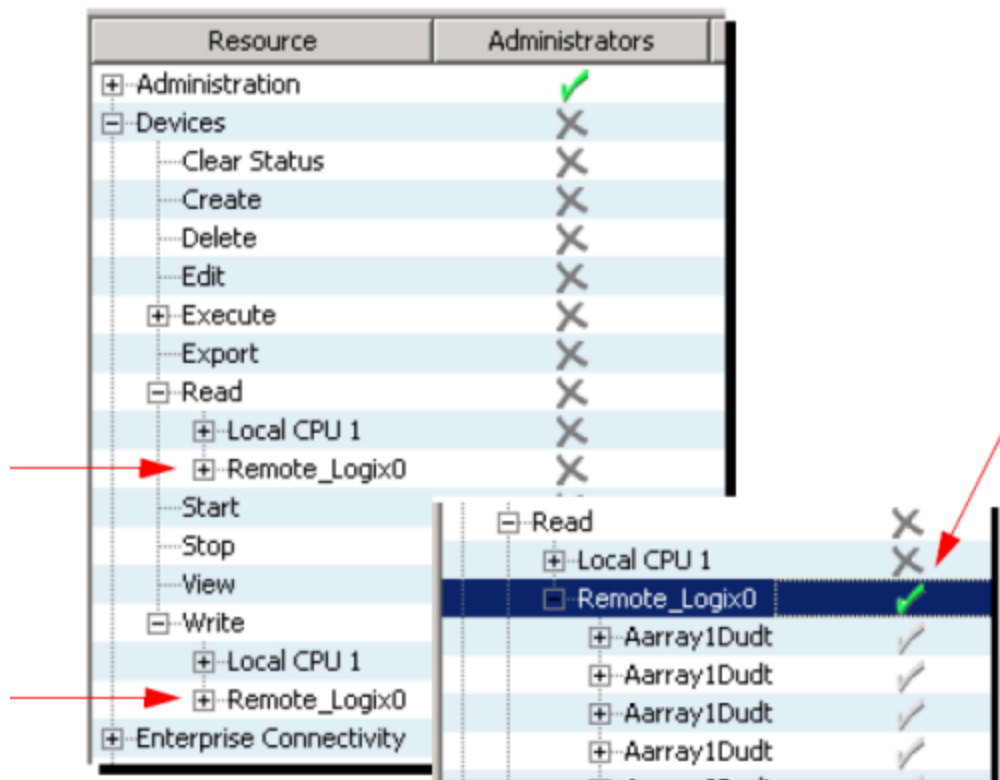 Resource Administrators
Administration
Devices
Clear Status
Create
Delete
Edit
Execute
Export
Read
Local CPU 1
Remote_Logix0
Start
Stop
View
Write
Local CPU 1
Remote_Logix0
Enterprise Connectivity
Read
Local CPU 1
Remote_Logix0
Aarray1Dudt
Aarray1Dudt
Aarray1Dudt
Aarray1Dudt